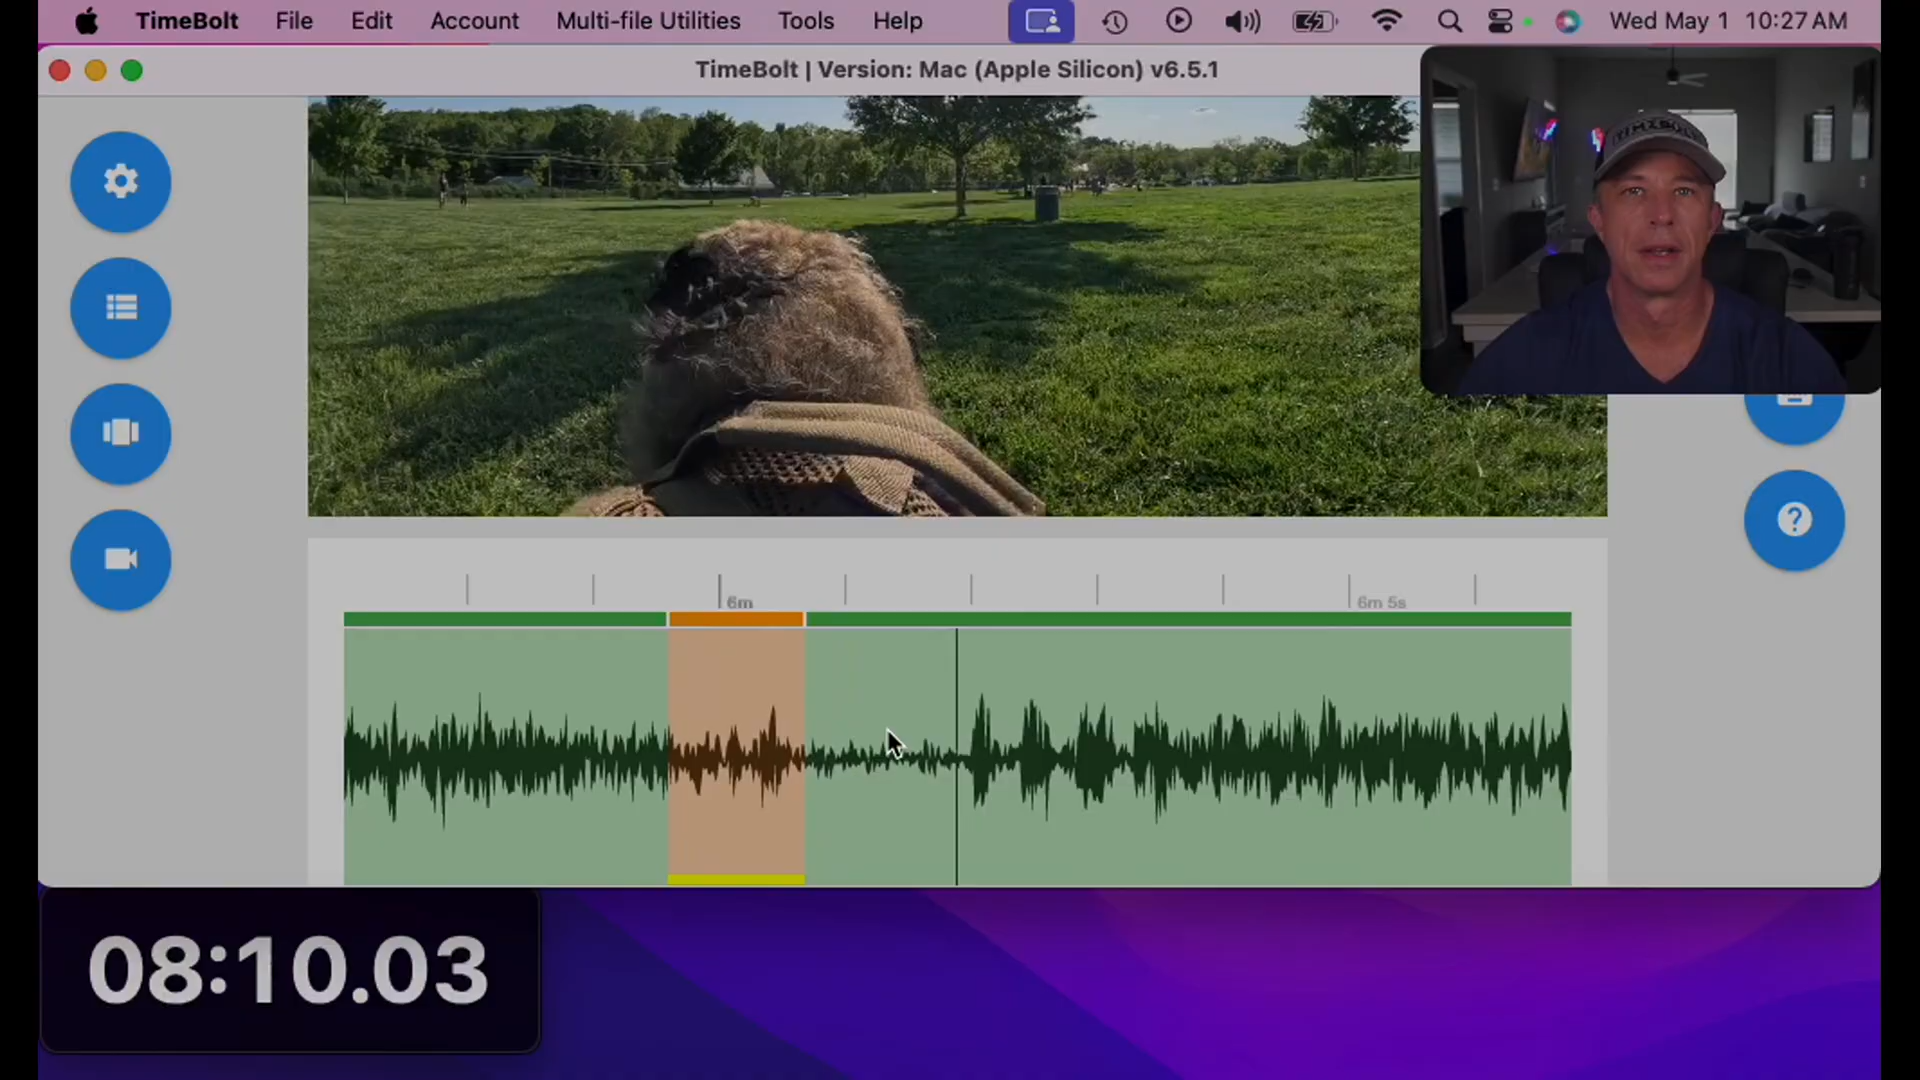 TimeBolt File Edit Account Multi-file Utilities Tools Help Wed May 1 10:27 AM
TimeBolt | Version: Mac (Apple Silicon) v6.5.1
TIMEBOLT
6m 6m 5s
08:10.03